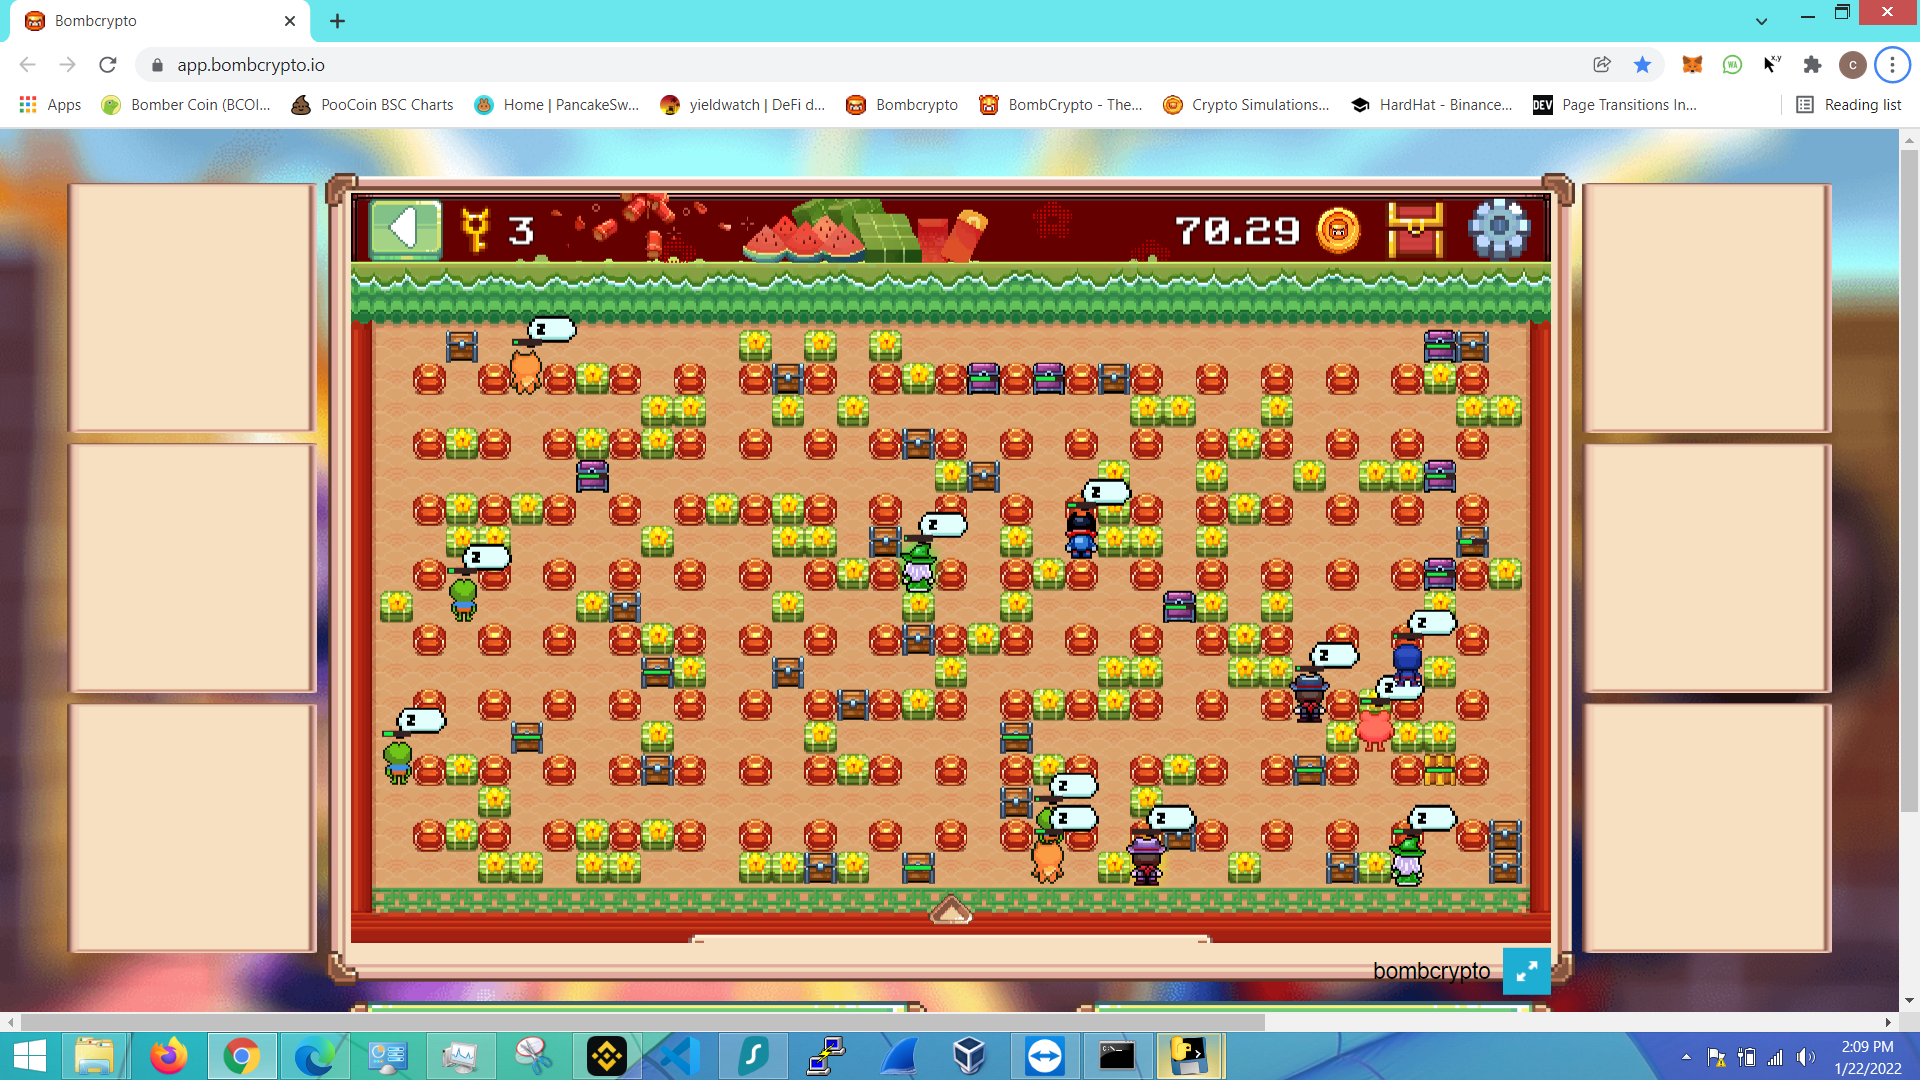 Bombcrypto
app.bombcrypto.io
C
Apps
Bomber Coin (BCOI...
PooCoin BSC Charts
Home | PancakeSw...
yieldwatch | DeFi d...
Bombcrypto
BombCrypto - The...
Crypto Simulations...
HardHat - Binance...
DEV
Page Transitions In...
Reading list
3
70.29
z
z
z
z
z
z
z
z
z
z
z
z
z
bombcrypto
2:09 PM
1/22/2022